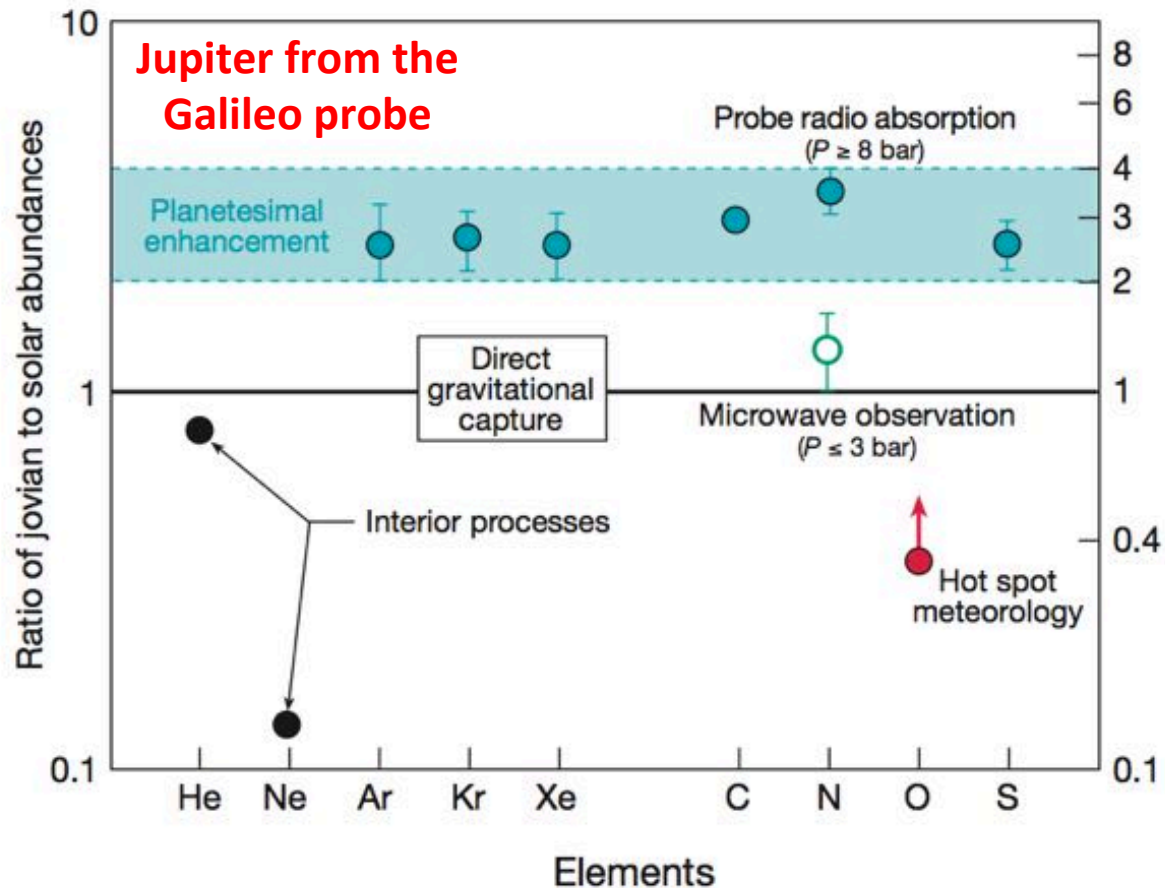 Jupiter from the
Galileo probe
Ratio of jovian to solar abundances
10
1
0.1
8
6
4
3
2
1
0.4
0.1
Probe radio absorption
(P ≥ 8 bar)
Planetesimal
enhancement
Direct
gravitational
capture
Microwave observation
(P ≤ 3 bar)
Interior processes
Hot spot
meteorology
He Ne Ar Kr Xe C N O S
Elements